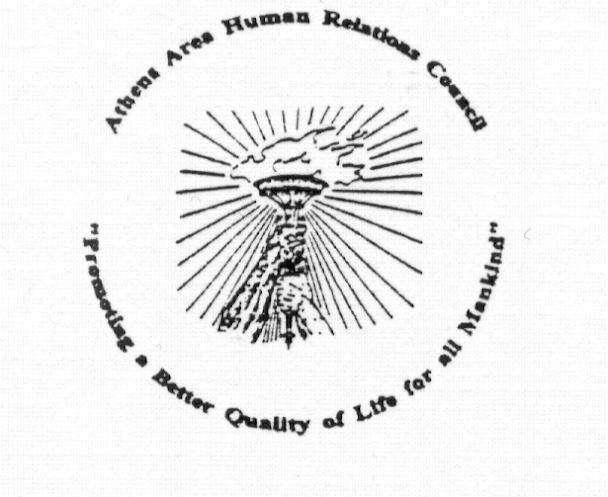 Athens Area Human Relations Council
"Promoting a Better Quality of Life for all Mankind"